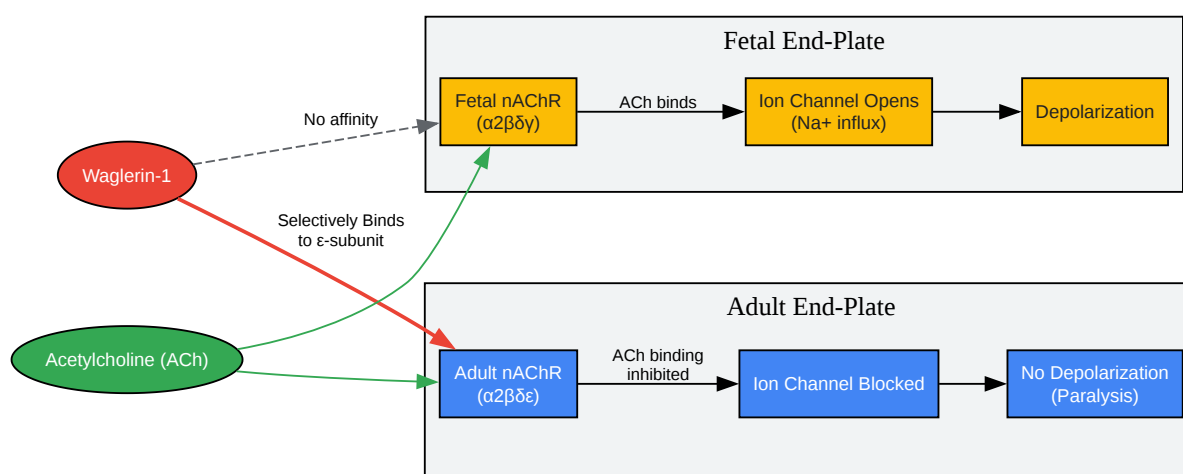 Fetal End-Plate
Fetal nAChR
(α2βδγ)
ACh binds
Ion Channel Opens
(Na+ influx)
Depolarization
No affinity
Waglerin-1
Selectively Binds
to ε-subunit
Adult End-Plate
Acetylcholine (ACh)
Adult nAChR
(α2βδε)
ACh binding
inhibited
Ion Channel Blocked
No Depolarization
(Paralysis)